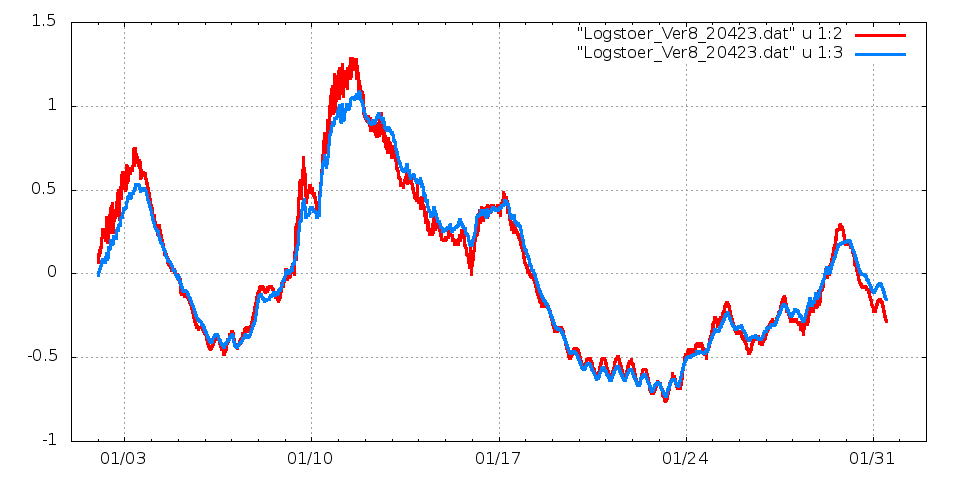 1.5
"Logstoer_Ver8_20423.dat" u 1:2
"Logstoer_Ver8_20423.dat" u 1:3
1
0.5
0
-0.5
-1
01/03 01/10 01/17 01/24 01/31